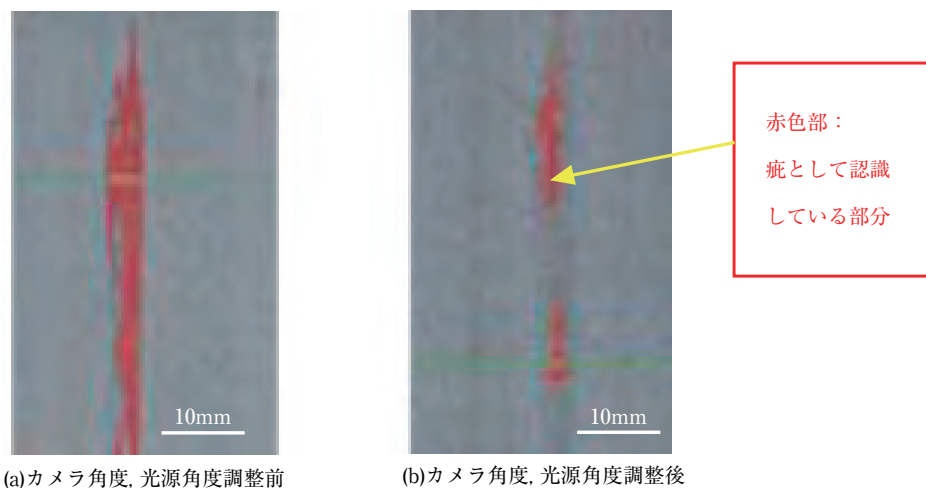 赤色部：
疵として認識
している部分
10mm
10mm
(a)カメラ角度, 光源角度調整前
(b)カメラ角度, 光源角度調整後